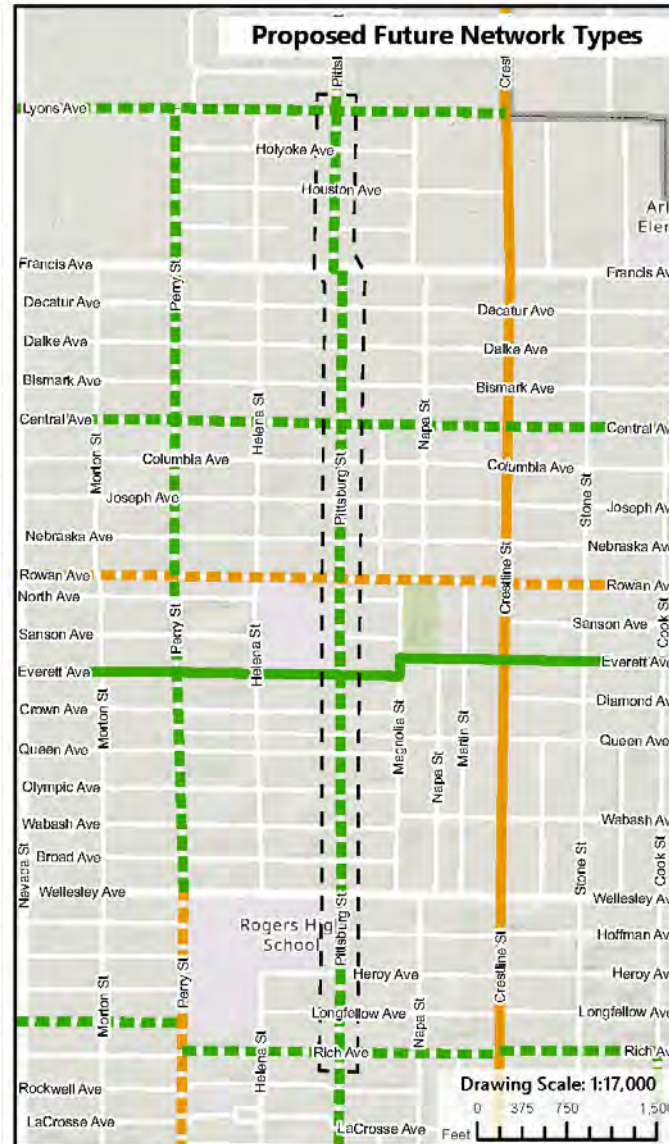 Proposed Future Network Types
Pittsl
Crest
Lyons Ave
Holyoke Ave
Houston Ave
Arl
Elem
Francis Ave
Francis Av
Perry St
Decatur Ave
Decatur Ave
Dalke Ave
Dalke Ave
Bismark Ave
Bismark Ave
Central Ave
Helena St
Napa St
Central Av
Morton St
Columbia Ave
Columbia Ave
Pittsburg St
Stone St
Joseph Ave
Joseph Av
Nebraska Ave
Nebraska Av
Rowan Ave
Rowan Av
Crestline St
North Ave
Perry St
Helena St
Sanson Ave
Sanson Ave
Cook St
Everett Ave
Everett Av
Morton St
Crown Ave
Magnolia St
Napa St
Martin St
Diamond Av
Queen Ave
Queen Av
Olympic Ave
Wabash Ave
Wabash Av
Broad Ave
Nevada St
Stone St
Cook St
Wellesley Ave
Wellesley Av
Rogers Hig
School
Pittsburg St
Crestline St
Hoffman Av
Perry St
Heroy Ave
Heroy Av
Morton St
Longfellow Ave
Napa St
Longfellow Av
Helena St
Rich Ave
Rich Av
Rockwell Ave
LaCrosse Ave
LaCrosse Ave
Drawing Scale: 1:17,000
0 375 750 1,500
Feet